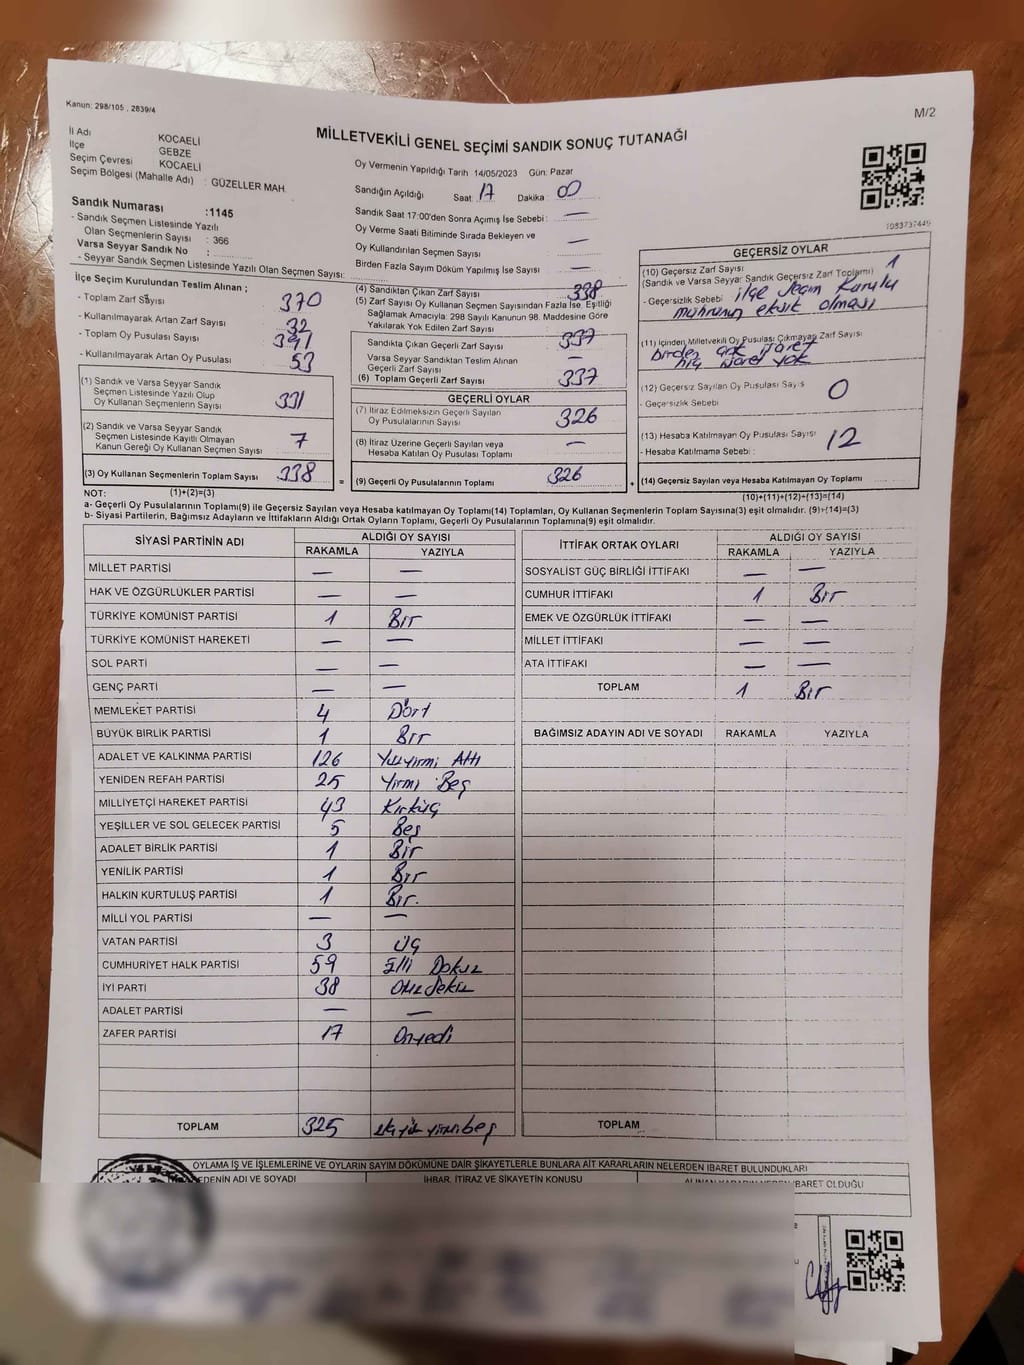 Kanun: 298/105 , 2839/4
M/2
MİLLETVEKİLİ GENEL SEÇİMİ SANDIK SONUÇ TUTANAĞI
İl Adı KOCAELİ
İlçe GEBZE
Seçim Çevresi KOCAELİ
Seçim Bölgesi (Mahalle Adı) : GÜZELLER MAH.
Sandık Numarası :1145
- Sandık Seçmen Listesinde Yazılı
Olan Seçmenlerin Sayısı : 366
Varsa Seyyar Sandık No :
- Seyyar Sandık Seçmen Listesinde Yazılı Olan Seçmen Sayısı:
Oy Vermenin Yapıldığı Tarih 14/05/2023 Gün: Pazar
Sandığın Açıldığı Saat: 17 Dakika: 00
Sandık Saat 17:00'den Sonra Açımış İse Sebebi : —
Oy Verme Saati Bitiminde Sırada Bekleyen ve
Oy Kullandırılan Seçmen Sayısı —
Birden Fazla Sayım Döküm Yapılmış İse Sayısı —
1083737449
İlçe Seçim Kurulundan Teslim Alınan ;
- Toplam Zarf Sayısı 370
- Kullanılmayarak Artan Zarf Sayısı 32
- Toplam Oy Pusulası Sayısı 391
- Kullanılmayarak Artan Oy Pusulası 53
(1) Sandık ve Varsa Seyyar Sandık
Seçmen Listesinde Yazılı Olup
Oy Kullanan Seçmenlerin Sayısı 331
(2) Sandık ve Varsa Seyyar Sandık
Seçmen Listesinde Kayıtlı Olmayan
Kanun Gereği Oy Kullanan Seçmen Sayısı 7
(3) Oy Kullanan Seçmenlerin Toplam Sayısı 338
(4) Sandıktan Çıkan Zarf Sayısı 338
(5) Zarf Sayısı Oy Kullanan Seçmen Sayısından Fazla İse, Eşitliği
Sağlamak Amacıyla: 298 Sayılı Kanunun 98. Maddesine Göre
Yakılarak Yok Edilen Zarf Sayısı
Sandıkta Çıkan Geçerli Zarf Sayısı 337
Varsa Seyyar Sandıktan Teslim Alınan
Geçerli Zarf Sayısı —
(6) Toplam Geçerli Zarf Sayısı 337
GEÇERLİ OYLAR
(7) İtiraz Edilmeksizin Geçerli Sayılan
Oy Pusulalarının Sayısı 326
(8) İtiraz Üzerine Geçerli Sayılan veya
Hesaba Katılan Oy Pusulası Toplamı —
= (9) Geçerli Oy Pusulalarının Toplamı 326 +
GEÇERSİZ OYLAR
(10) Geçersiz Zarf Sayısı 1
(Sandık ve Varsa Seyyar Sandık Geçersiz Zarf Toplamı)
- Geçersizlik Sebebi ilçe seçim kurulu
mührünün eksik olması
(11) İçinden Milletvekili Oy Pusulası Çıkmayan Zarf Sayısı
birden
hiç işaret yok
(12) Geçersiz Sayılan Oy Pusulası Sayıs 0
- Geçersizlik Sebebi
(13) Hesaba Katılmayan Oy Pusulası Sayısı 12
- Hesaba Katılmama Sebebi :
(14) Geçersiz Sayılan veya Hesaba Katılmayan Oy Toplamı
NOT: (1)+(2)=(3) (10)+(11)+(12)+(13)=(14)
a- Geçerli Oy Pusulasının Toplamı(9) ile Geçersiz Sayılan veya Hesaba katılmayan Oy Toplamı(14) Toplamları, Oy Kullanan Seçmenlerin Toplam Sayısına(3) eşit olmalıdır. (9)+(14)=(3)
b- Siyasi Partilerin, Bağımsız Adayların ve İttifakların Aldığı Ortak Oyların Toplamı, Geçerli Oy Pusulalarının Toplamına(9) eşit olmalıdır.
SİYASİ PARTİNİN ADI ALDIĞI OY SAYISI
RAKAMLA YAZIYLA
MİLLET PARTİSİ — —
HAK VE ÖZGÜRLÜKLER PARTİSİ — —
TÜRKİYE KOMÜNİST PARTİSİ 1 Bir
TÜRKİYE KOMÜNİST HAREKETİ — —
SOL PARTİ — —
GENÇ PARTİ — —
MEMLEKET PARTİSİ 4 Dört
BÜYÜK BİRLİK PARTİSİ 1 Bir
ADALET VE KALKINMA PARTİSİ 126 Yüzyirmi Altı
YENİDEN REFAH PARTİSİ 25 Yirmi Beş
MİLLİYETÇİ HAREKET PARTİSİ 43 Kırküç
YEŞİLLER VE SOL GELECEK PARTİSİ 5 Beş
ADALET BİRLİK PARTİSİ 1 Bir
YENİLİK PARTİSİ 1 Bir
HALKIN KURTULUŞ PARTİSİ 1 Bir.
MİLLİ YOL PARTİSİ — —
VATAN PARTİSİ 3 üç
CUMHURİYET HALK PARTİSİ 59 Elli Dokuz
İYİ PARTİ 38 Otuzsekiz
ADALET PARTİSİ — —
ZAFER PARTİSİ 17 Onyedi
TOPLAM 325 üçyüz yirmibeş
İTTİFAK ORTAK OYLARI ALDIĞI OY SAYISI
RAKAMLA YAZIYLA
SOSYALİST GÜÇ BİRLİĞİ İTTİFAKI — —
CUMHUR İTTİFAKI 1 Bir
EMEK VE ÖZGÜRLÜK İTTİFAKI — —
MİLLET İTTİFAKI — —
ATA İTTİFAKI — —
TOPLAM 1 Bir
BAĞIMSIZ ADAYIN ADI VE SOYADI RAKAMLA YAZIYLA
TOPLAM
OYLAMA İŞ VE İŞLEMLERİNE VE OYLARIN SAYIM DÖKÜMÜNE DAİR ŞİKAYETLERLE BUNLARA AİT KARARLARIN NELERDEN İBARET BULUNDUKLARI
EDENİN ADI VE SOYADI İHBAR, İTİRAZ VE ŞİKAYETİN KONUSU İBARET OLDUĞU